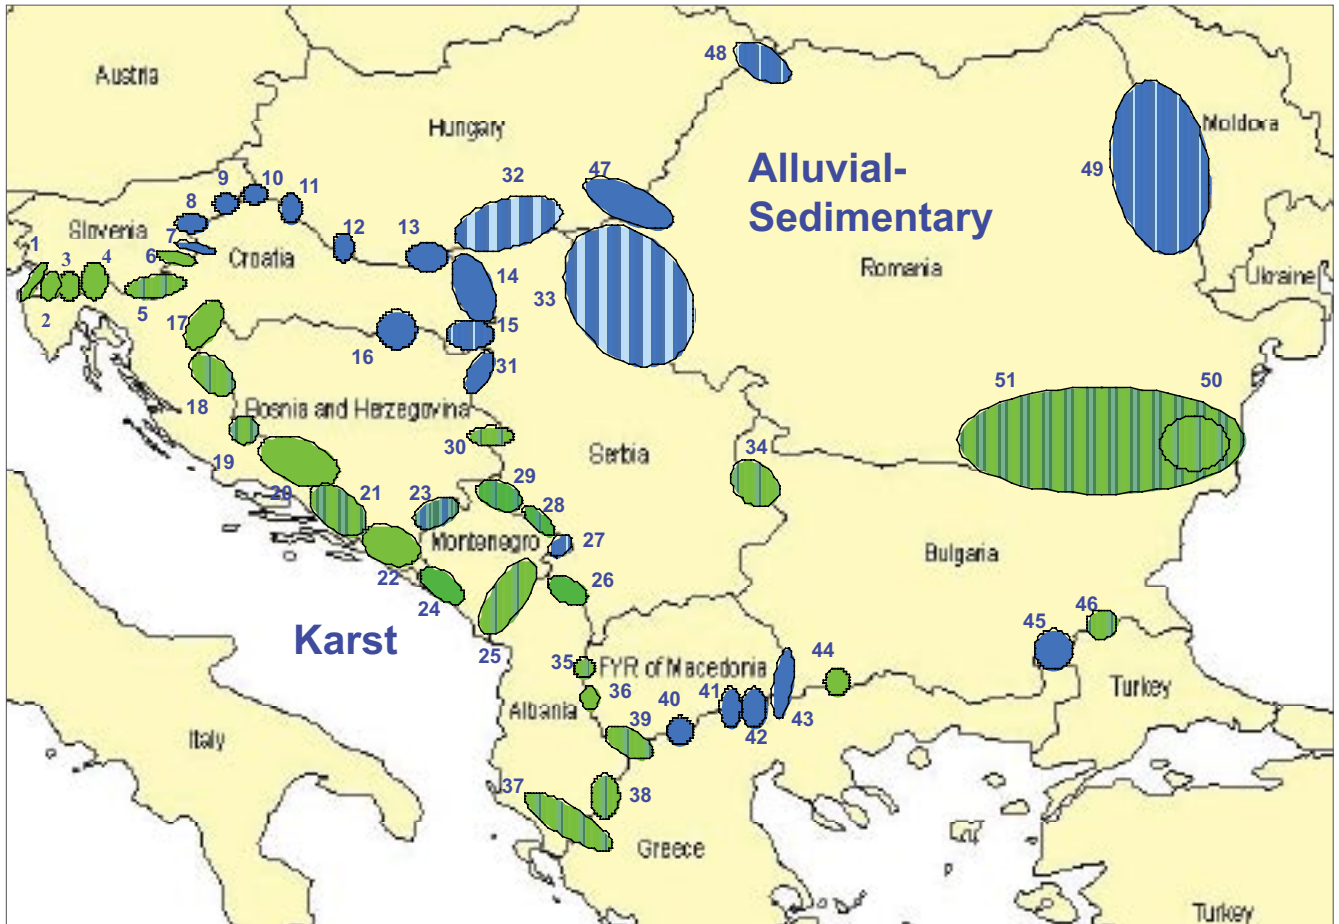 48
Austria
Moldova
Hungary
Alluvial-
Sedimentary
49
47
32
10
9
11
8
Slovenia
12
13
7
6
Croatia
1
3
4
Romania
Ukraine
14
33
2
5
17
15
16
31
51
50
18
Bosnia and Herzegovina
30
Serbia
34
19
29
20
21
23
28
Montenegro
27
Bulgaria
22
26
24
46
45
Karst
25
35
FYR of Macedonia
44
36
40
41
Turkey
Albania
39
42
43
Italy
37
38
Greece
Turkey